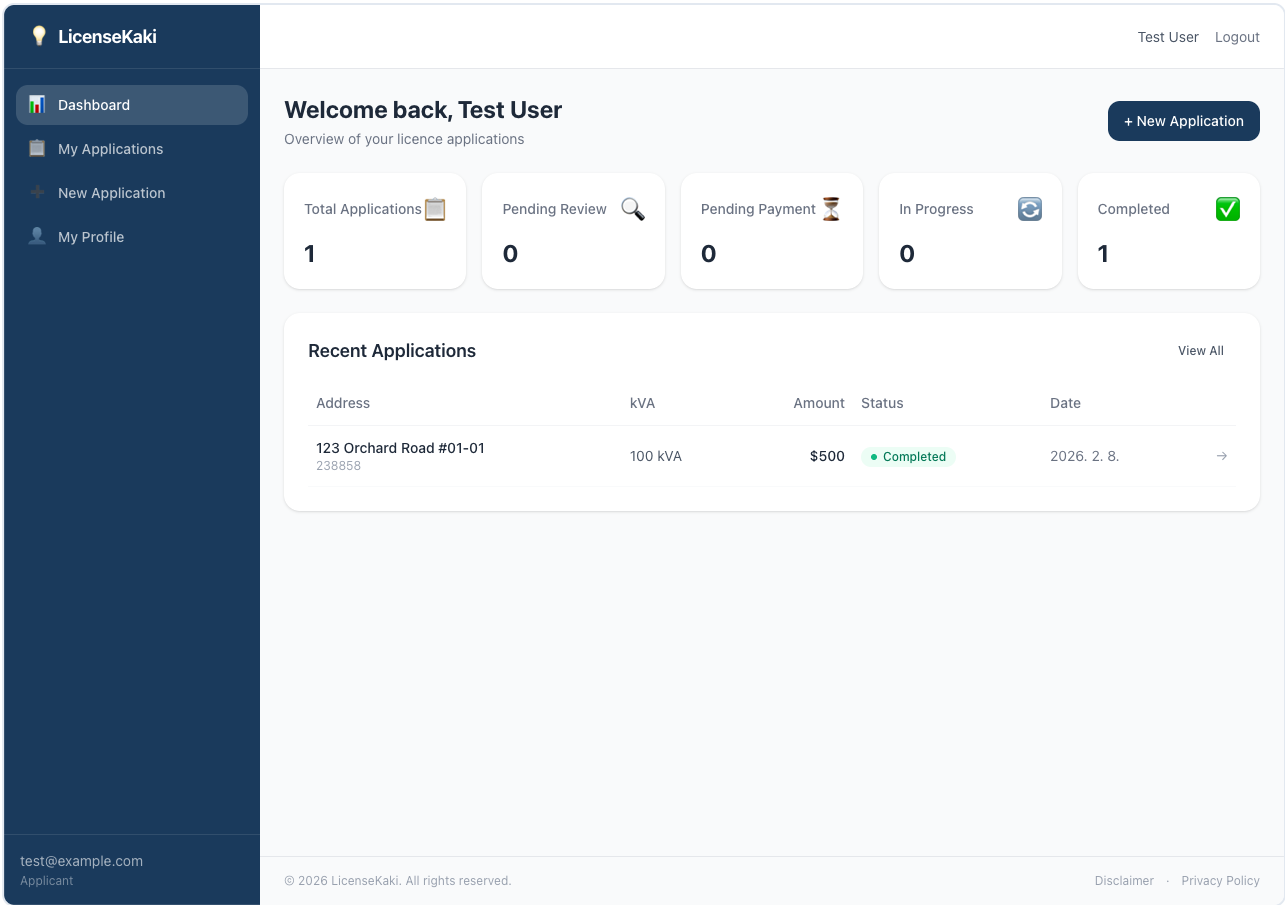 LicenseKaki
Test User Logout
Dashboard
My Applications
New Application
My Profile
Welcome back, Test User
Overview of your licence applications
+ New Application
Total Applications
1
Pending Review
0
Pending Payment
0
In Progress
0
Completed
1
Recent Applications
View All
Address kVA Amount Status Date
123 Orchard Road #01-01
238858
100 kVA $500 Completed 2026. 2. 8. →
test@example.com
Applicant
© 2026 LicenseKaki. All rights reserved.
Disclaimer · Privacy Policy